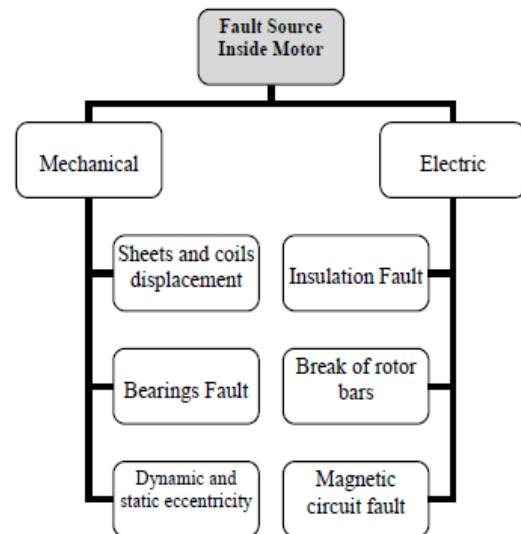 Fault Source
Inside Motor
Mechanical
Electric
Sheets and coils
displacement
Insulation Fault
Bearings Fault
Break of rotor
bars
Dynamic and
static eccentricity
Magnetic
circuit fault